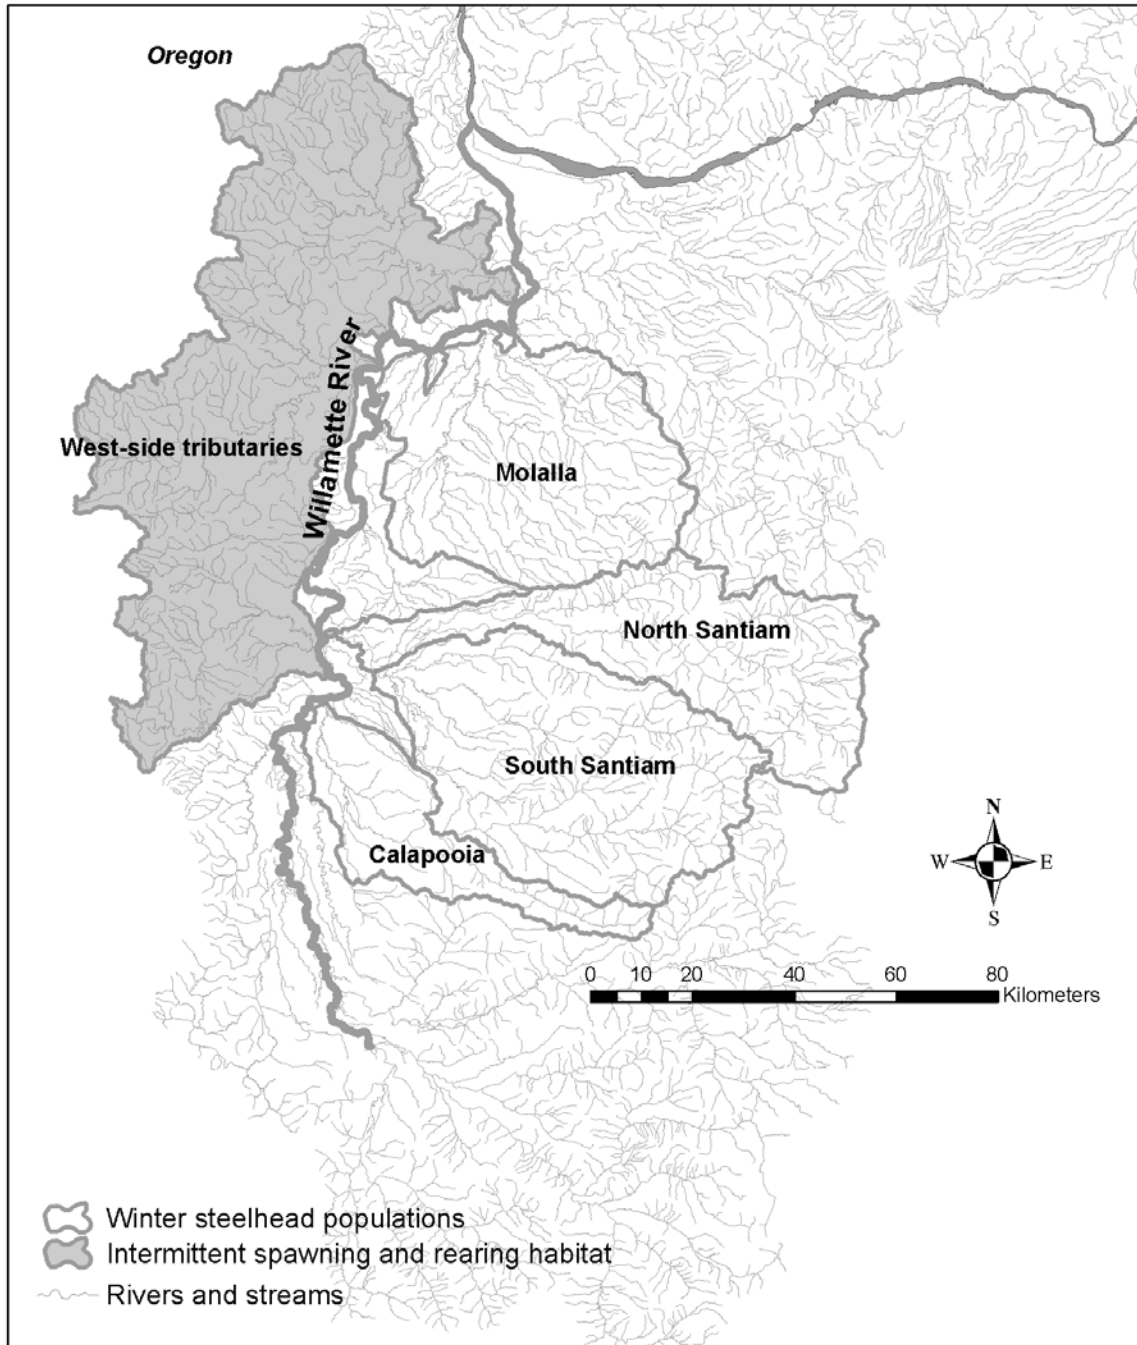 Oregon
Willamette River
West-side tributaries
Molalla
North Santiam
South Santiam
Calapooia
N
W E
S
0 10 20 40 60 80
Kilometers
Winter steelhead populations
Intermittent spawning and rearing habitat
Rivers and streams